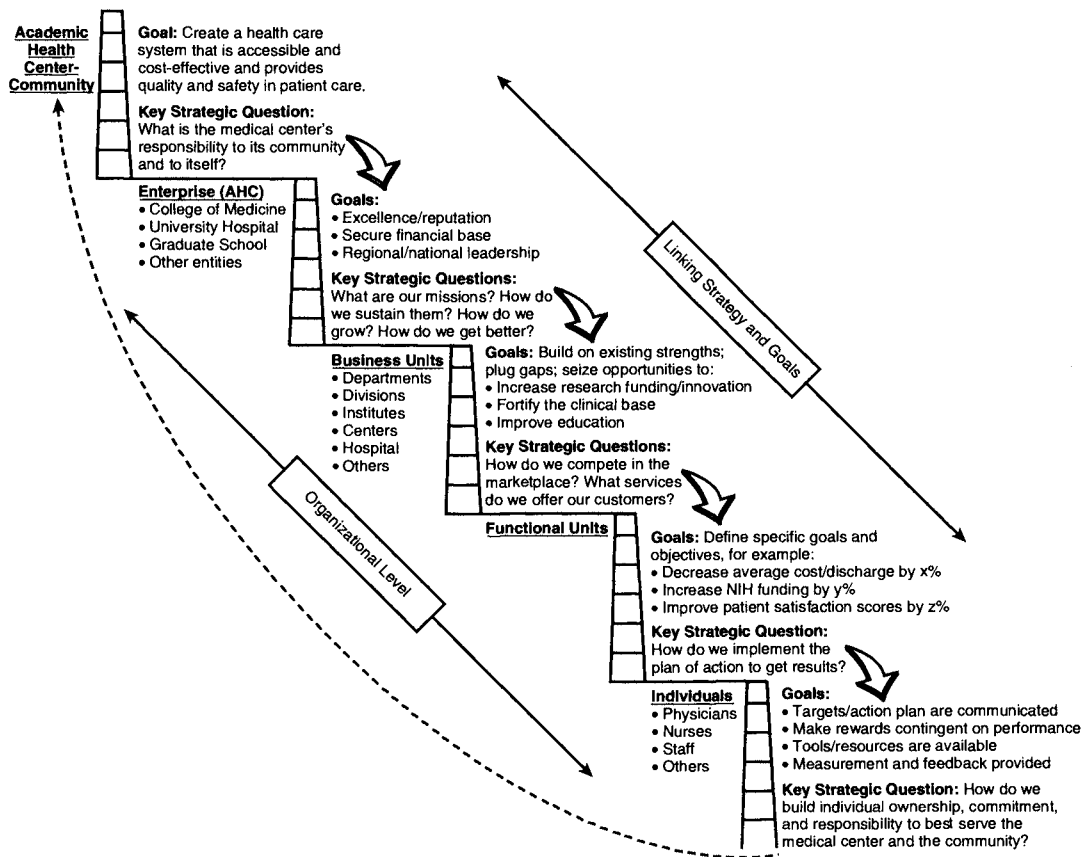 Academic
Health
Center-
Community
Goal: Create a health care
system that is accessible and
cost-effective and provides
quality and safety in patient care.
Key Strategic Question:
What is the medical center's
responsibility to its community
and to itself?
Enterprise (AHC)
• College of Medicine
• University Hospital
• Graduate School
• Other entities
Goals:
• Excellence/reputation
• Secure financial base
• Regional/national leadership
Key Strategic Questions:
What are our missions? How do
we sustain them? How do we
grow? How do we get better?
Linking Strategy and Goals
Business Units
• Departments
• Divisions
• Institutes
• Centers
• Hospital
• Others
Goals: Build on existing strengths;
plug gaps; seize opportunities to:
• Increase research funding/innovation
• Fortify the clinical base
• Improve education
Key Strategic Questions:
How do we compete in the
marketplace? What services
do we offer our customers?
Organizational Level
Functional Units
Goals: Define specific goals and
objectives, for example:
• Decrease average cost/discharge by x%
• Increase NIH funding by y%
• Improve patient satisfaction scores by z%
Key Strategic Question:
How do we implement the
plan of action to get results?
Individuals
• Physicians
• Nurses
• Staff
• Others
Goals:
• Targets/action plan are communicated
• Make rewards contingent on performance
• Tools/resources are available
• Measurement and feedback provided
Key Strategic Question: How do we
build individual ownership, commitment,
and responsibility to best serve the
medical center and the community?